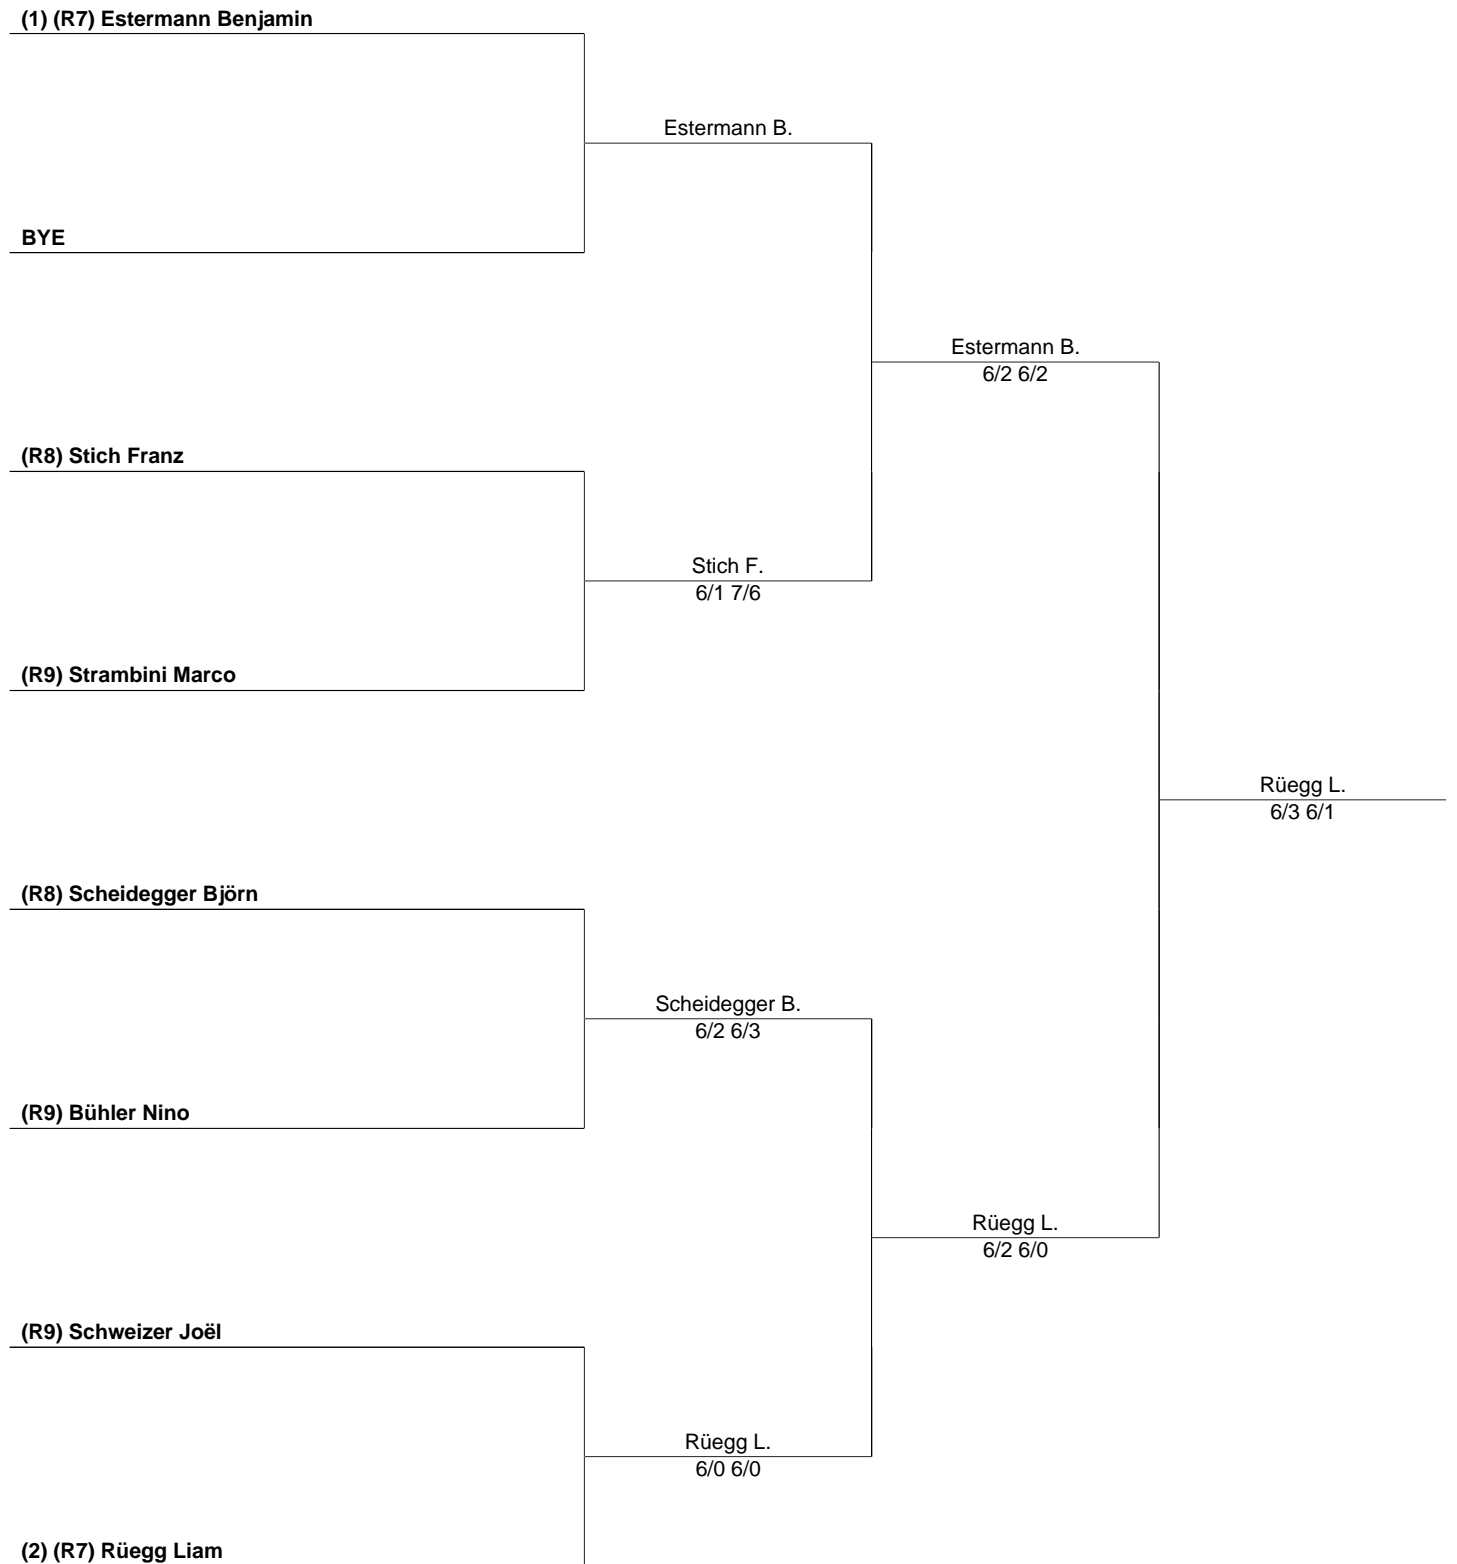 (1) (R7) Estermann Benjamin
Estermann B.
BYE
Estermann B.
6/2 6/2
(R8) Stich Franz
Stich F.
6/1 7/6
(R9) Strambini Marco
Rüegg L.
6/3 6/1
(R8) Scheidegger Björn
Scheidegger B.
6/2 6/3
(R9) Bühler Nino
Rüegg L.
6/2 6/0
(R9) Schweizer Joël
Rüegg L.
6/0 6/0
(2) (R7) Rüegg Liam